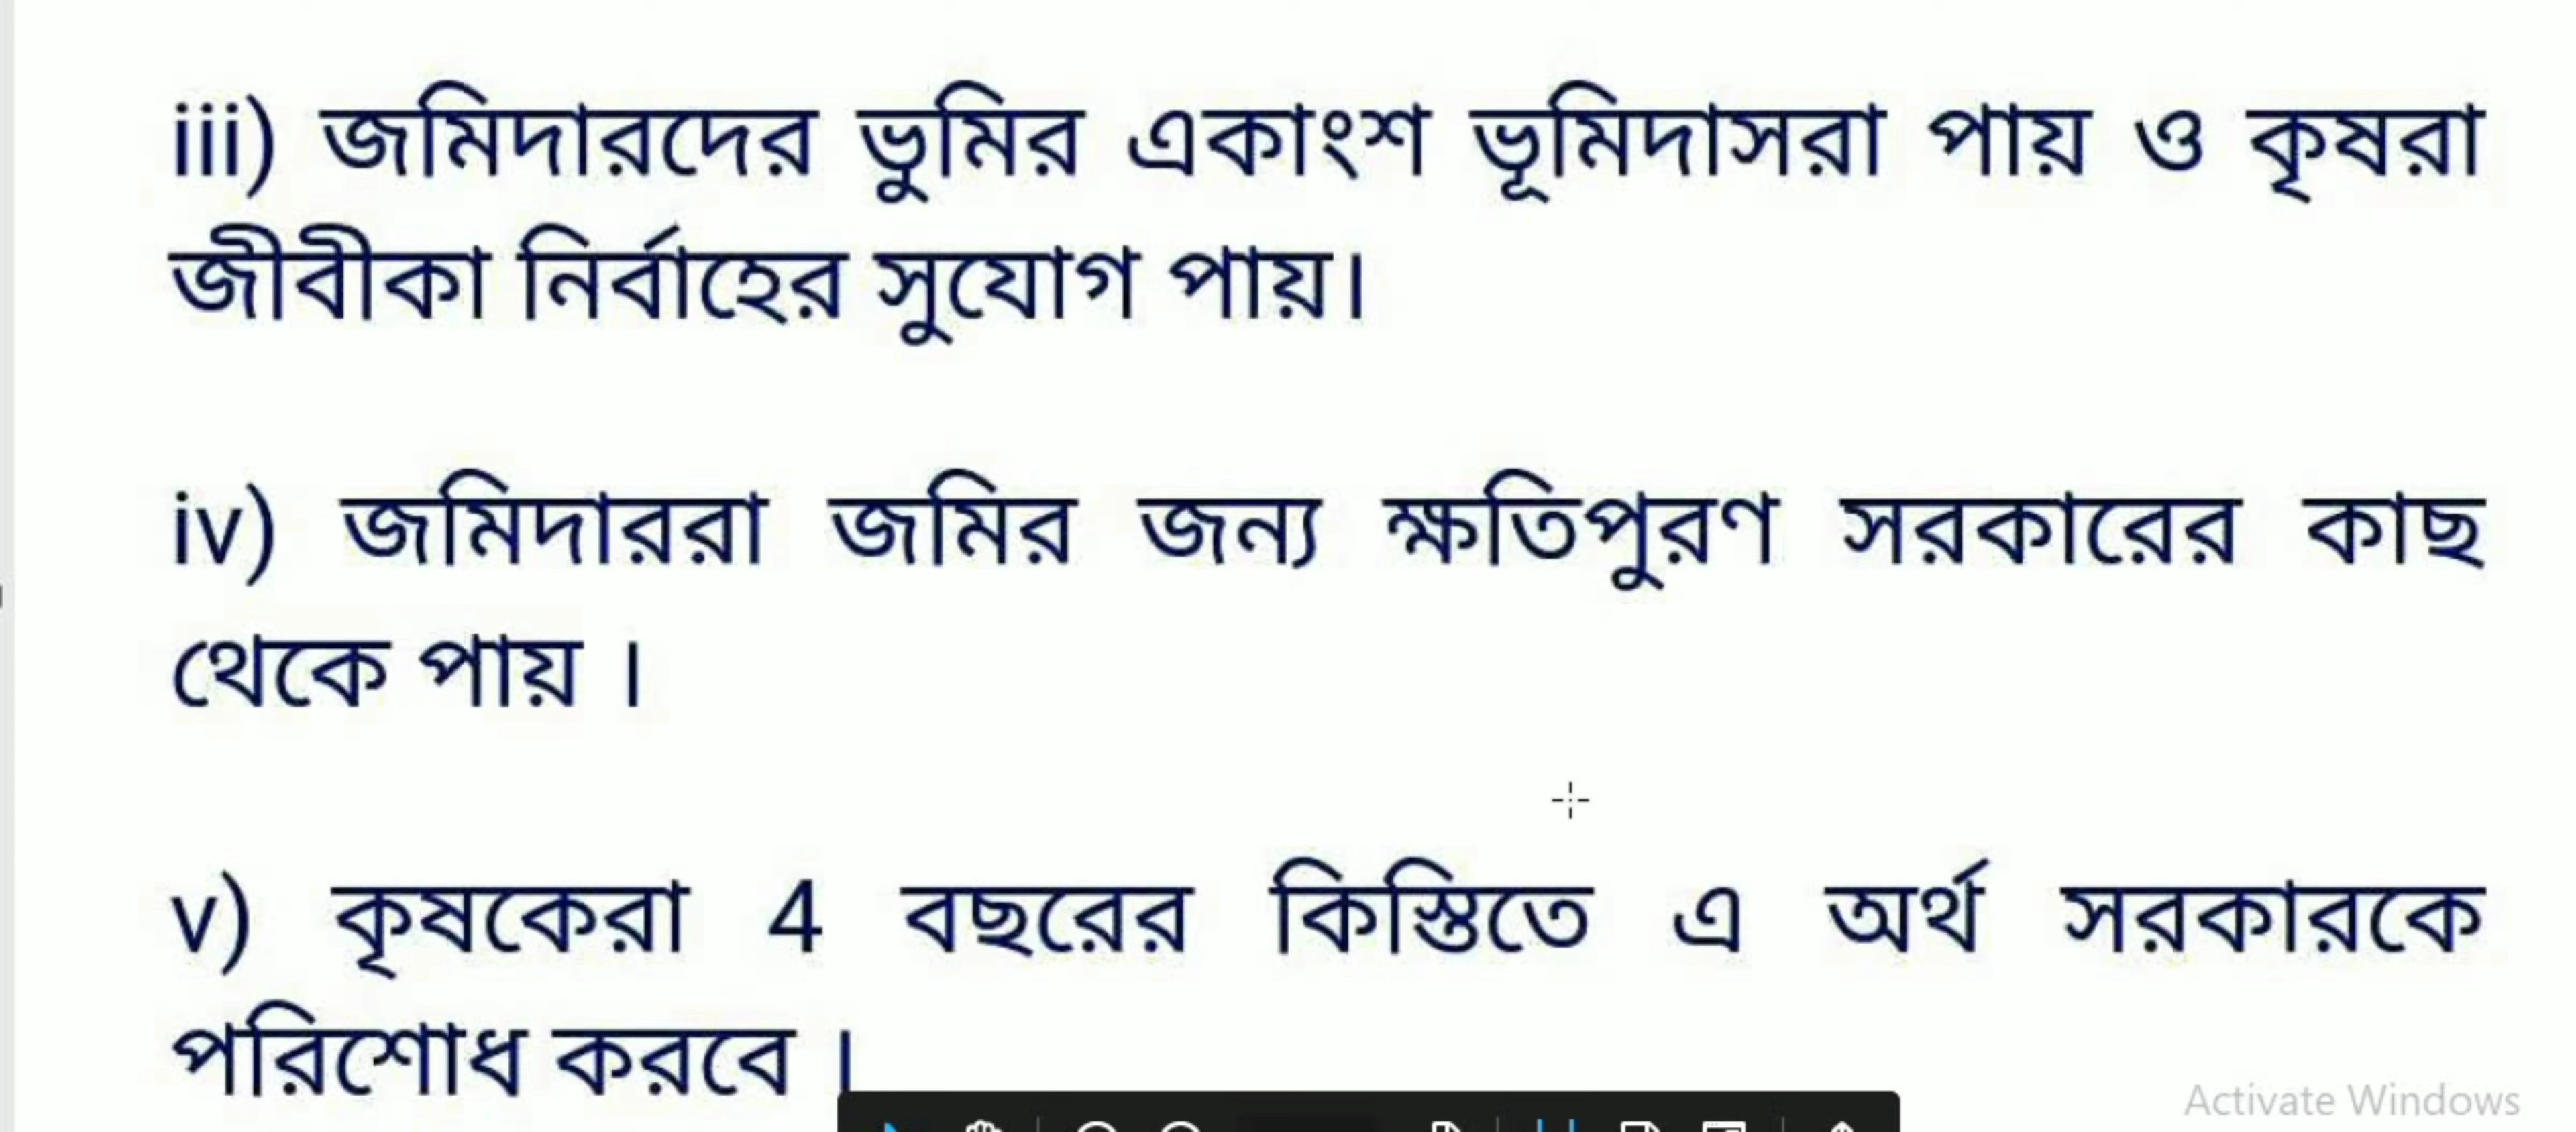 iii) জমিদারদের ভুমির একাংশ ভূমিদাসরা পায় ও কৃষরা
জীবীকা নির্বাহের সুযোগ পায়।
iv) জমিদাররা জমির জন্য ক্ষতিপুরণ সরকারের কাছ
থেকে পায় ।
v) কৃষকেরা 4 বছরের কিস্তিতে এ অর্থ সরকারকে
পরিশোধ করবে ।
Activate Windows